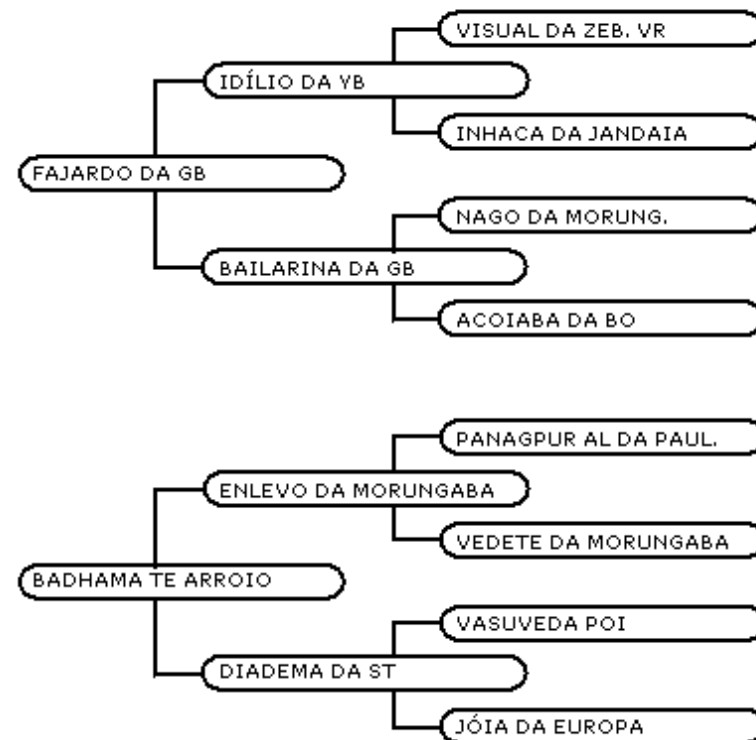 VISUAL DA ZEB. VR
IDÍLIO DA YB
INHACA DA JANDAIA
FAJARDO DA GB
NAGO DA MORUNG.
BAILARINA DA GB
ACOIABA DA BO
PANAGPUR AL DA PAUL.
ENLEVO DA MORUNGABA
VEDETE DA MORUNGABA
BADHAMA TE ARROIO
VASUVEDA POI
DIADEMA DA ST
JÓIA DA EUROPA